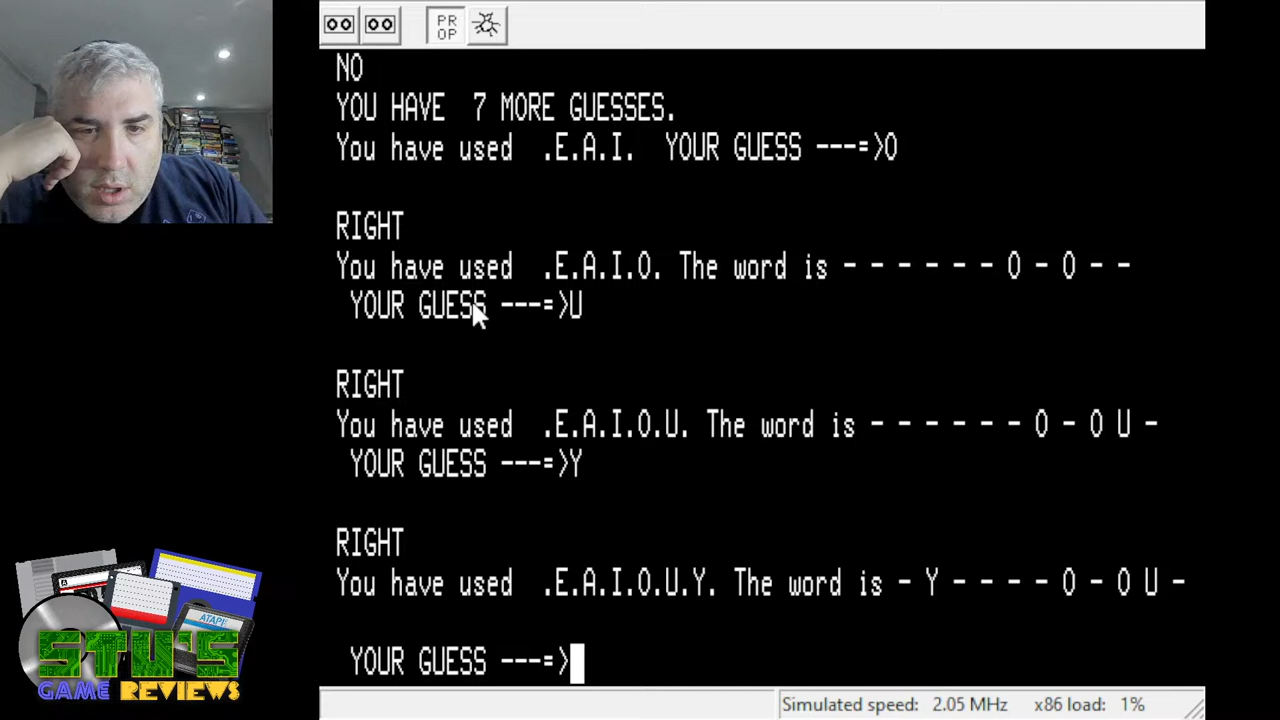 PR
OP
NO
YOU HAVE  7 MORE GUESSES.
You have used  .E.A.I.  YOUR GUESS ---=>O
RIGHT
You have used  .E.A.I.O. The word is - - - - - - O - O - -
YOUR GUESS ---=>U
RIGHT
You have used  .E.A.I.O.U. The word is - - - - - - O - O U -
YOUR GUESS ---=>Y
RIGHT
You have used  .E.A.I.O.U.Y. The word is - Y - - - - O - O U -
YOUR GUESS ---=>
ATARI
STU'S
GAME REVIEWS
Simulated speed: 2.05 MHz x86 load: 1%